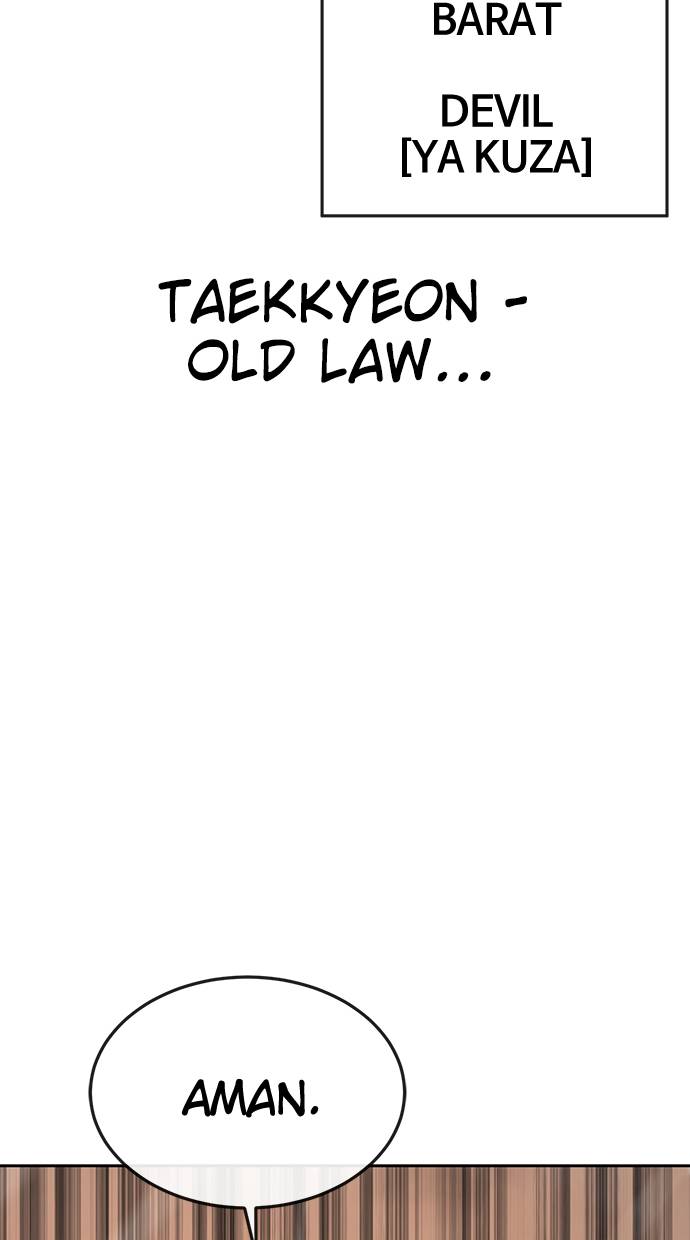 BARAT
DEVIL
[YA KUZA]
TAEKKYEON -
OLD LAW...
AMAN.